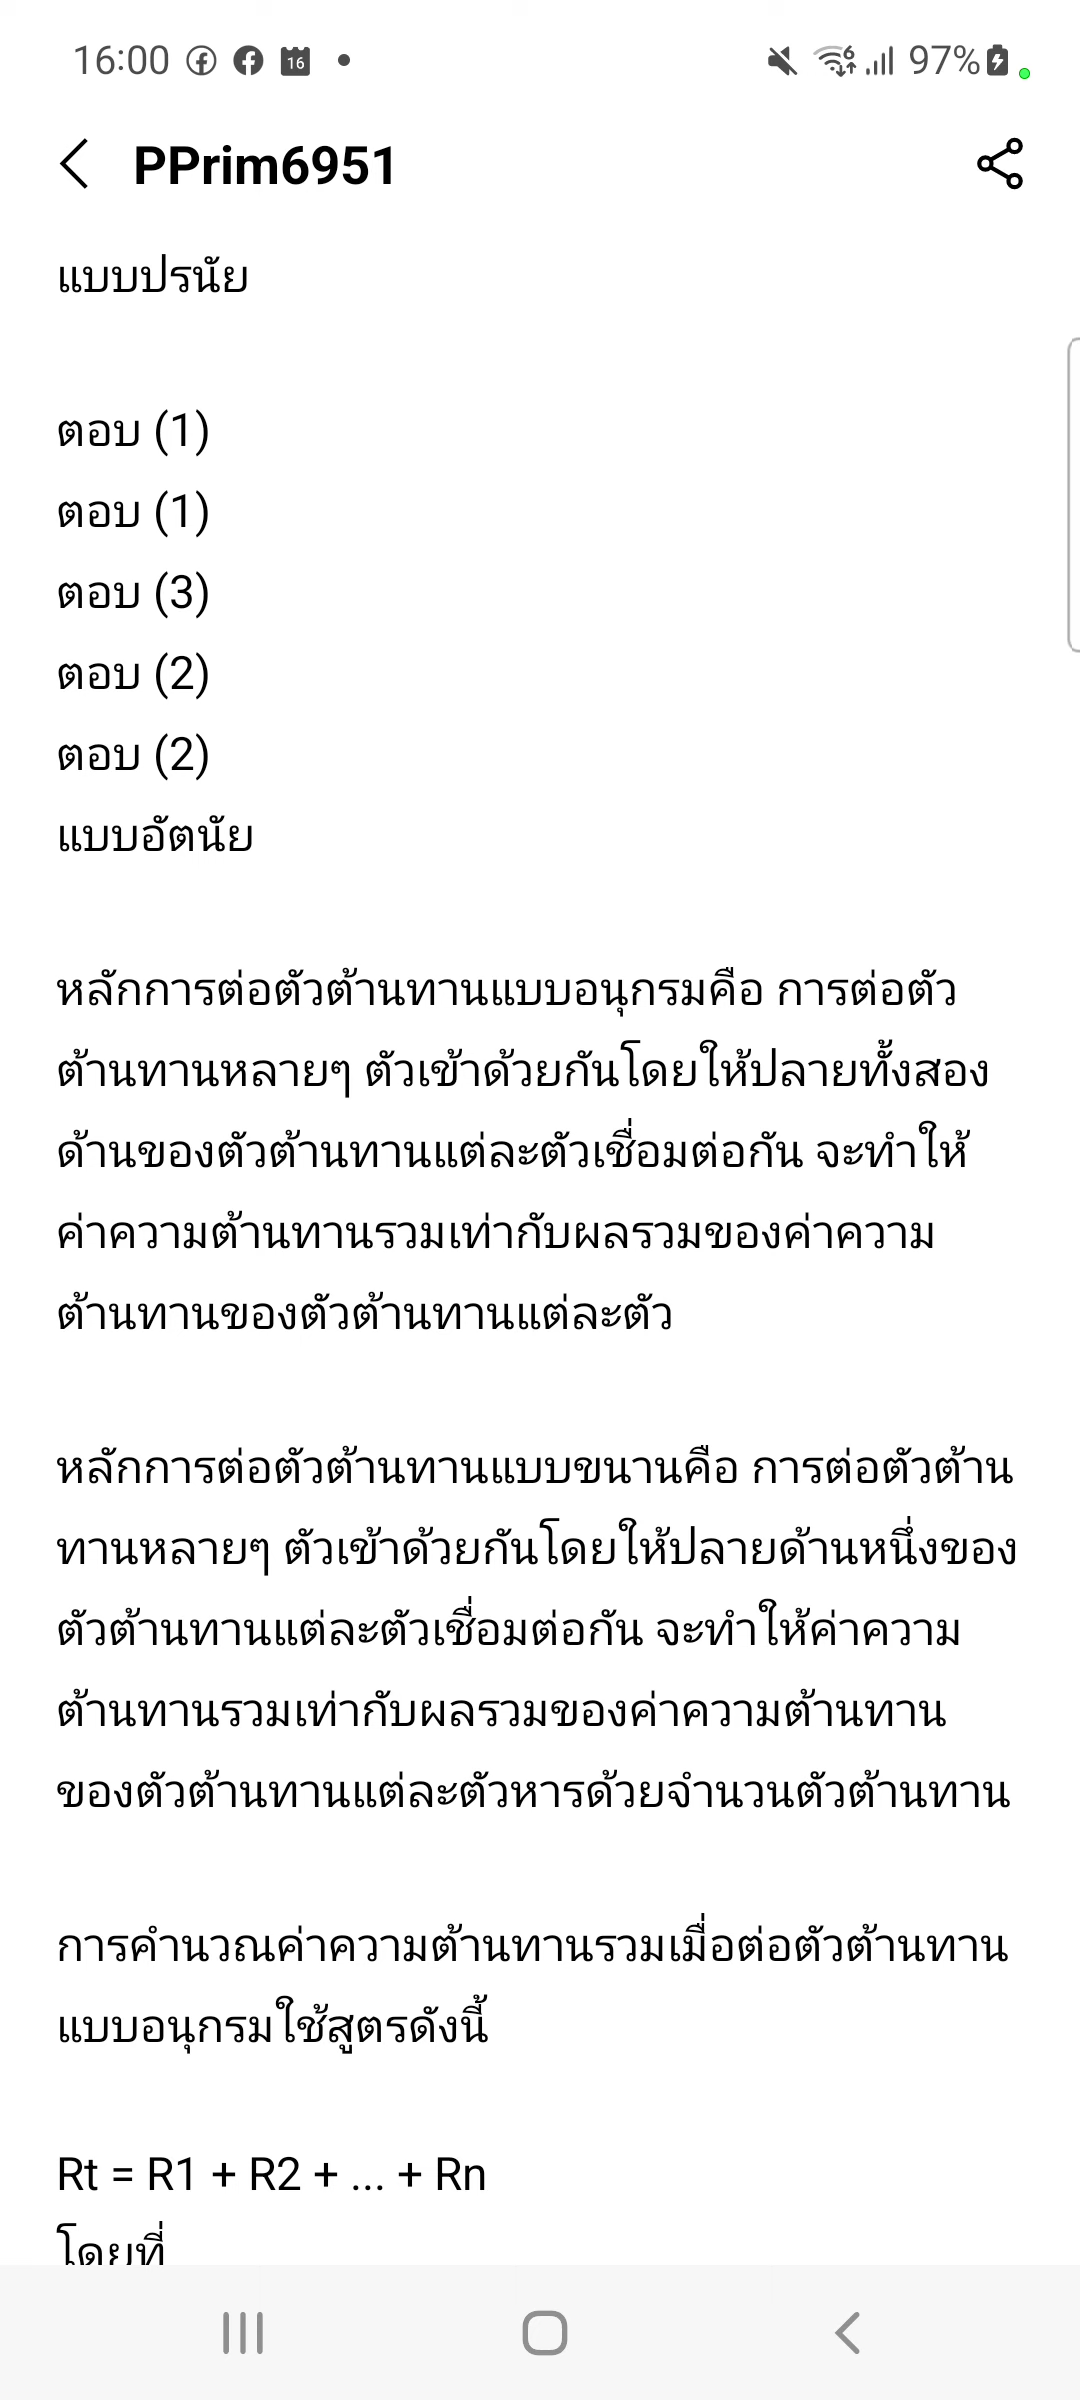 16:00
16
6
97%
PPrim6951
แบบปรนัย
ตอบ (1)
ตอบ (1)
ตอบ (3)
ตอบ (2)
ตอบ (2)
แบบอัตนัย
หลักการต่อตัวต้านทานแบบอนุกรมคือ การต่อตัว
ต้านทานหลายๆ ตัวเข้าด้วยกันโดยให้ปลายทั้งสอง
ด้านของตัวต้านทานแต่ละตัวเชื่อมต่อกัน จะทำให้
ค่าความต้านทานรวมเท่ากับผลรวมของค่าความ
ต้านทานของตัวต้านทานแต่ละตัว
หลักการต่อตัวต้านทานแบบขนานคือ การต่อตัวต้าน
ทานหลายๆ ตัวเข้าด้วยกันโดยให้ปลายด้านหนึ่งของ
ตัวต้านทานแต่ละตัวเชื่อมต่อกัน จะทำให้ค่าความ
ต้านทานรวมเท่ากับผลรวมของค่าความต้านทาน
ของตัวต้านทานแต่ละตัวหารด้วยจำนวนตัวต้านทาน
การคำนวณค่าความต้านทานรวมเมื่อต่อตัวต้านทาน
แบบอนุกรมใช้สูตรดังนี้
Rt = R1 + R2 + ... + Rn
โดยที่